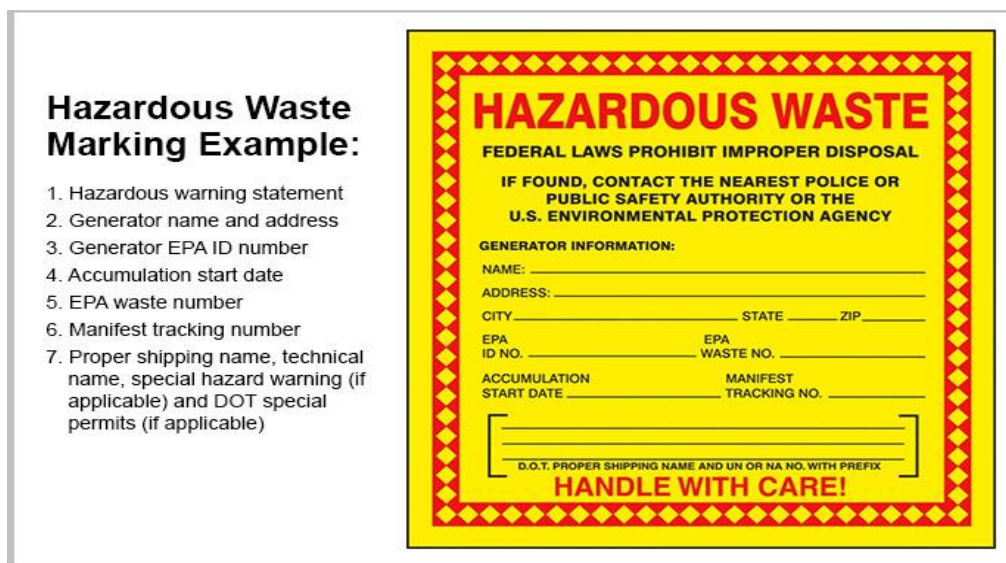 Hazardous Waste
Marking Example:
1. Hazardous warning statement
2. Generator name and address
3. Generator EPA ID number
4. Accumulation start date
5. EPA waste number
6. Manifest tracking number
7. Proper shipping name, technical
name, special hazard warning (if
applicable) and DOT special
permits (if applicable)
HAZARDOUS WASTE
FEDERAL LAWS PROHIBIT IMPROPER DISPOSAL
IF FOUND, CONTACT THE NEAREST POLICE OR
PUBLIC SAFETY AUTHORITY OR THE
U.S. ENVIRONMENTAL PROTECTION AGENCY
GENERATOR INFORMATION:
NAME:
ADDRESS:
CITY STATE ZIP
EPA EPA
ID NO. WASTE NO.
ACCUMULATION MANIFEST
START DATE TRACKING NO.
D.O.T. PROPER SHIPPING NAME AND UN OR NA NO. WITH PREFIX
HANDLE WITH CARE!